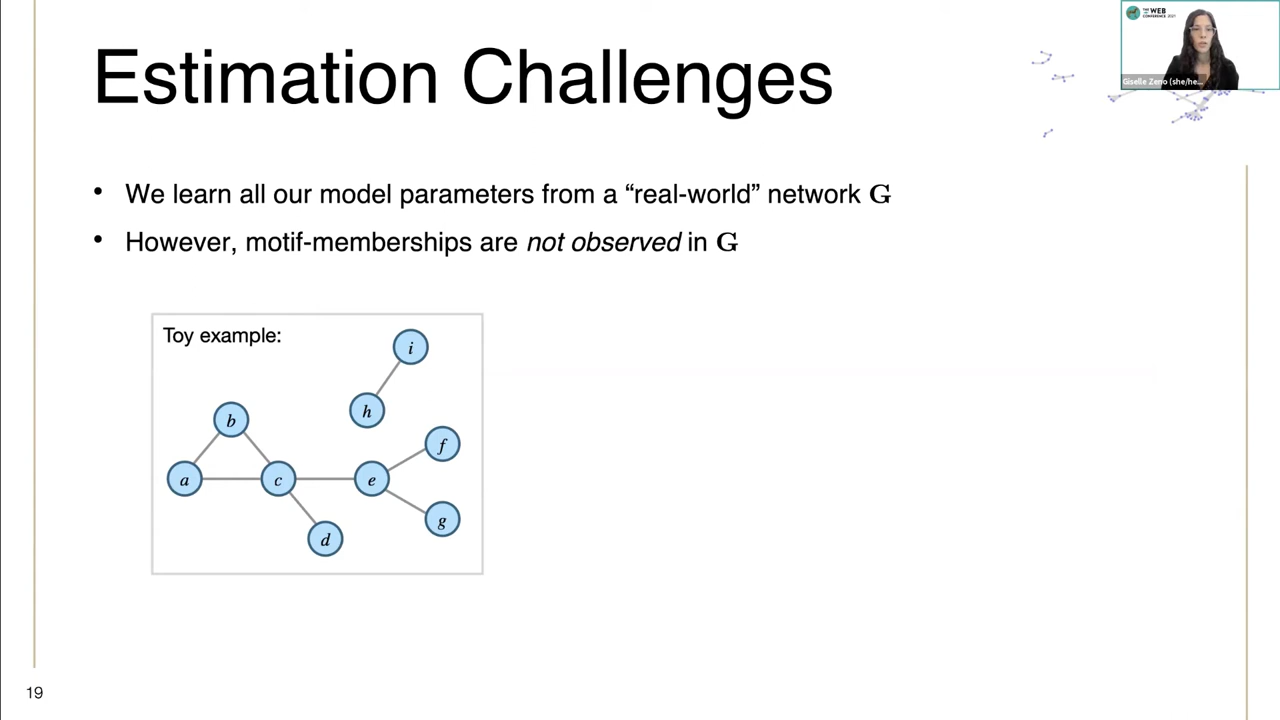 THE WEB
CONFERENCE 2021
Giselle Zeno (she/he...
Estimation Challenges
• We learn all our model parameters from a “real-world” network G
• However, motif-memberships are not observed in G
Toy example:
i
h
b
f
a
c
e
g
d
19